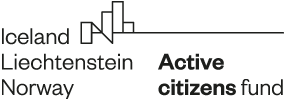 Iceland
Liechtenstein Active
Norway citizens fund